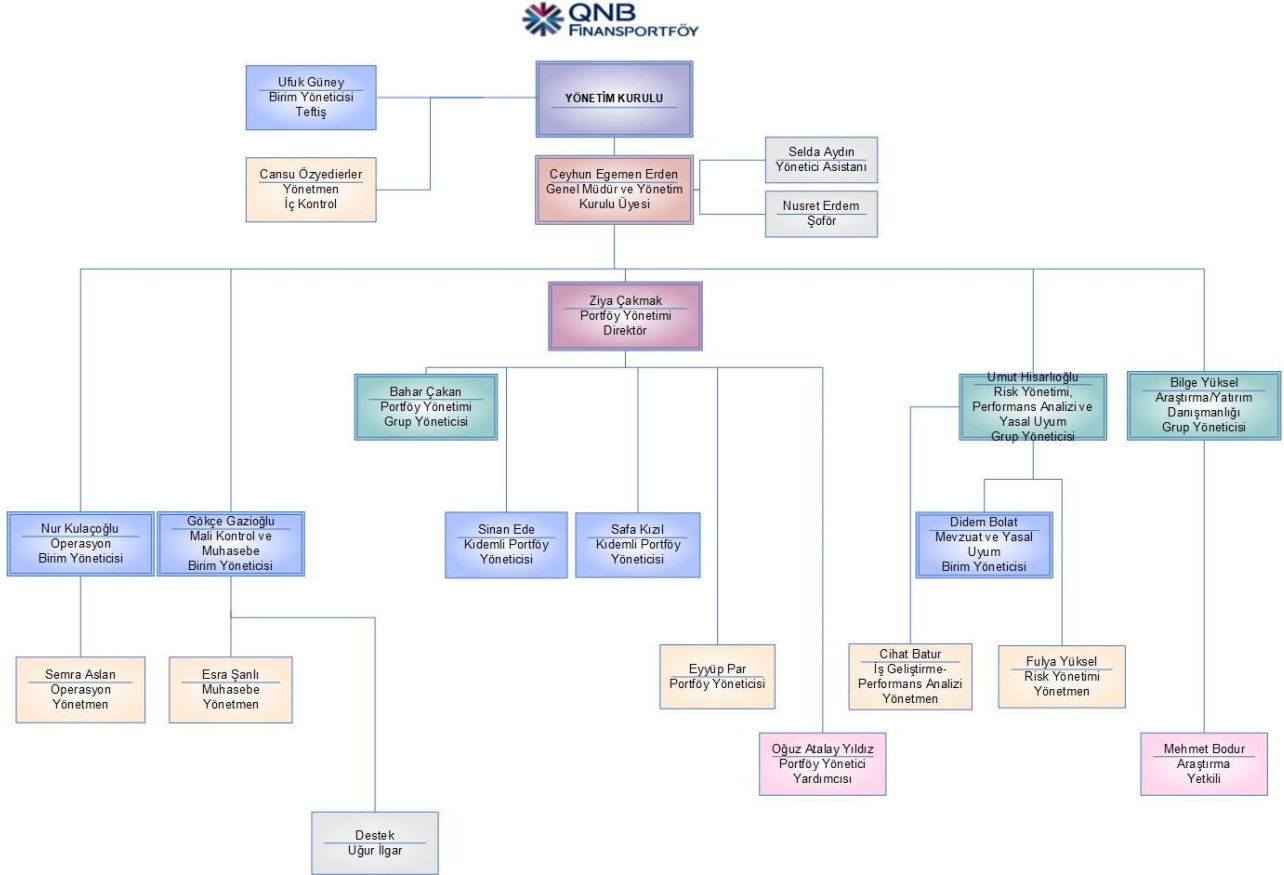 QNB
FİNANSPORTFÖY
Ufuk Güney
Birim Yöneticisi
Teftiş
YÖNETİM KURULU
Cansu Özyedierler
Yönetmen
İç Kontrol
Ceyhun Egemen Erden
Genel Müdür ve Yönetim
Kurulu Üyesi
Selda Aydın
Yönetici Asistanı
Nusret Erdem
Şoför
Ziya Çakmak
Portföy Yönetimi
Direktör
Bahar Çakan
Portföy Yönetimi
Grup Yöneticisi
Umut Hisarlıoğlu
Risk Yönetimi,
Performans Analizi ve
Yasal Uyum
Grup Yöneticisi
Bilge Yüksel
Araştırma/Yatırım
Danışmanlığı
Grup Yöneticisi
Nur Kulaçoğlu
Operasyon
Birim Yöneticisi
Gökçe Gazioğlu
Mali Kontrol ve
Muhasebe
Birim Yöneticisi
Sinan Ede
Kıdemli Portföy
Yöneticisi
Safa Kızıl
Kıdemli Portföy
Yöneticisi
Didem Bolat
Mevzuat ve Yasal
Uyum
Birim Yöneticisi
Semra Aslan
Operasyon
Yönetmen
Esra Şanlı
Muhasebe
Yönetmen
Eyyüp Par
Portföy Yöneticisi
Cihat Batur
İş Geliştirme-
Performans Analizi
Yönetmen
Fulya Yüksel
Risk Yönetimi
Yönetmen
Oğuz Atalay Yıldız
Portföy Yönetici
Yardımcısı
Mehmet Bodur
Araştırma
Yetkili
Destek
Uğur İlgar